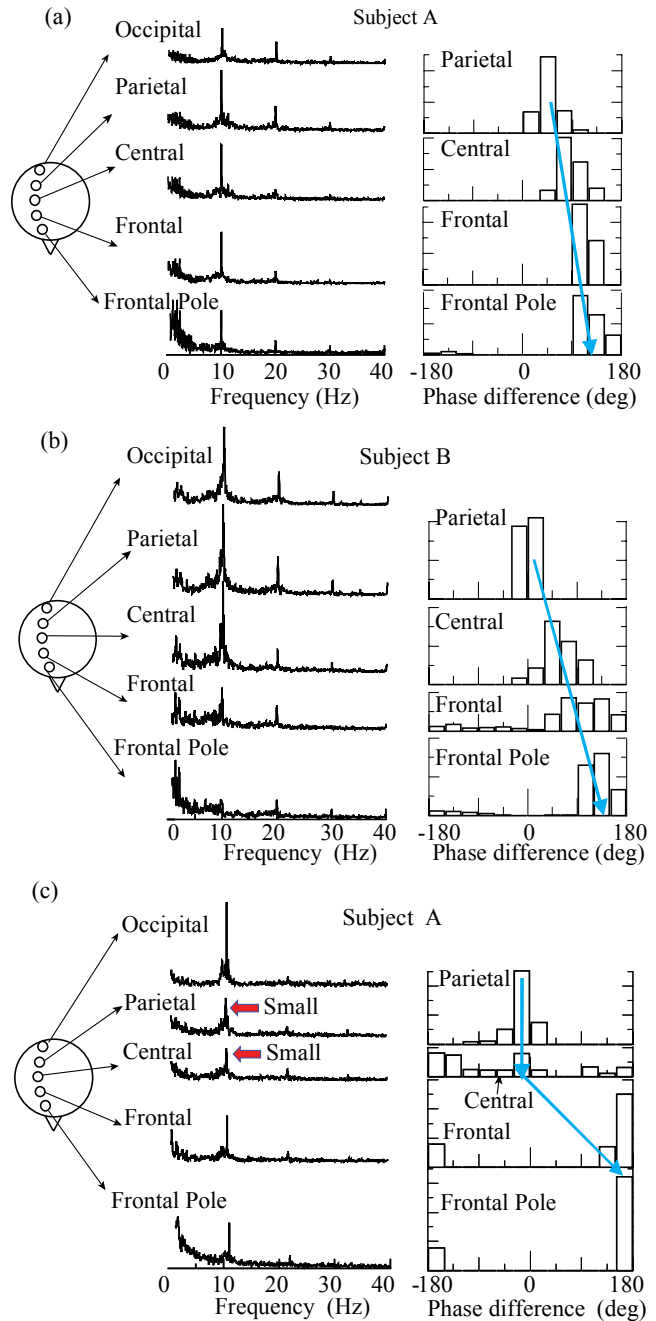 (a)
Subject A
Occipital
Parietal
Central
Frontal
Frontal Pole
0 10 20 30 40
Frequency (Hz)
Parietal
Central
Frontal
Frontal Pole
-180 0 180
Phase difference (deg)
(b)
Subject B
Occipital
Parietal
Central
Frontal
Frontal Pole
0 10 20 30 40
Frequency (Hz)
Parietal
Central
Frontal
Frontal Pole
-180 0 180
Phase difference (deg)
(c)
Subject A
Occipital
Parietal
Small
Central
Small
Frontal
Frontal Pole
0 10 20 30 40
Frequency (Hz)
Parietal
Central
Frontal
Frontal Pole
-180 0 180
Phase difference (deg)